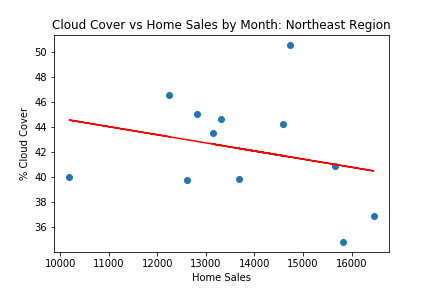 Cloud Cover vs Home Sales by Month: Northeast Region
50
48
46
44
42
40
38
36
% Cloud Cover
10000 11000 12000 13000 14000 15000 16000
Home Sales